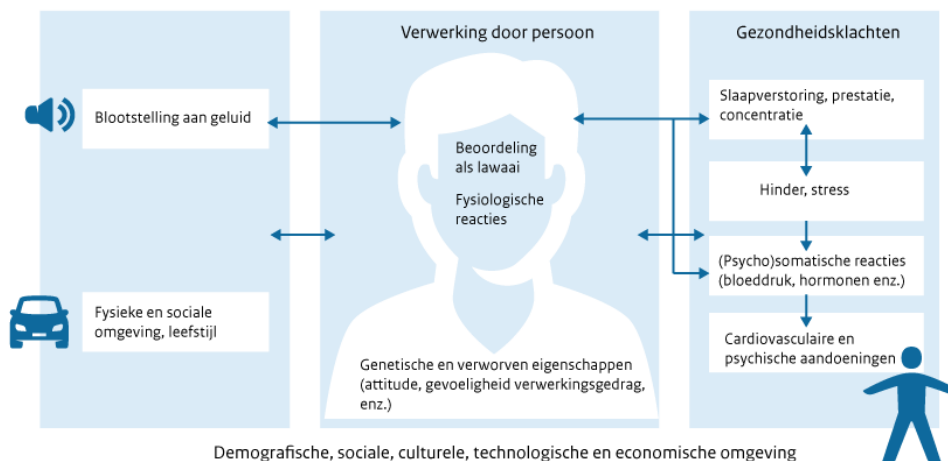 Verwerking door persoon
Gezondheidsklachten
Blootstelling aan geluid
Fysieke en sociale
omgeving, leefstijl
Beoordeling
als lawaai
Fysiologische
reacties
Genetische en verworven eigenschappen
(attitude, gevoeligheid verwerkingsgedrag,
enz.)
Slaapverstoring, prestatie,
concentratie
Hinder, stress
(Psycho)somatische reacties
(bloeddruk, hormonen enz.)
Cardiovasculaire en
psychische aandoeningen
Demografische, sociale, culturele, technologische en economische omgeving